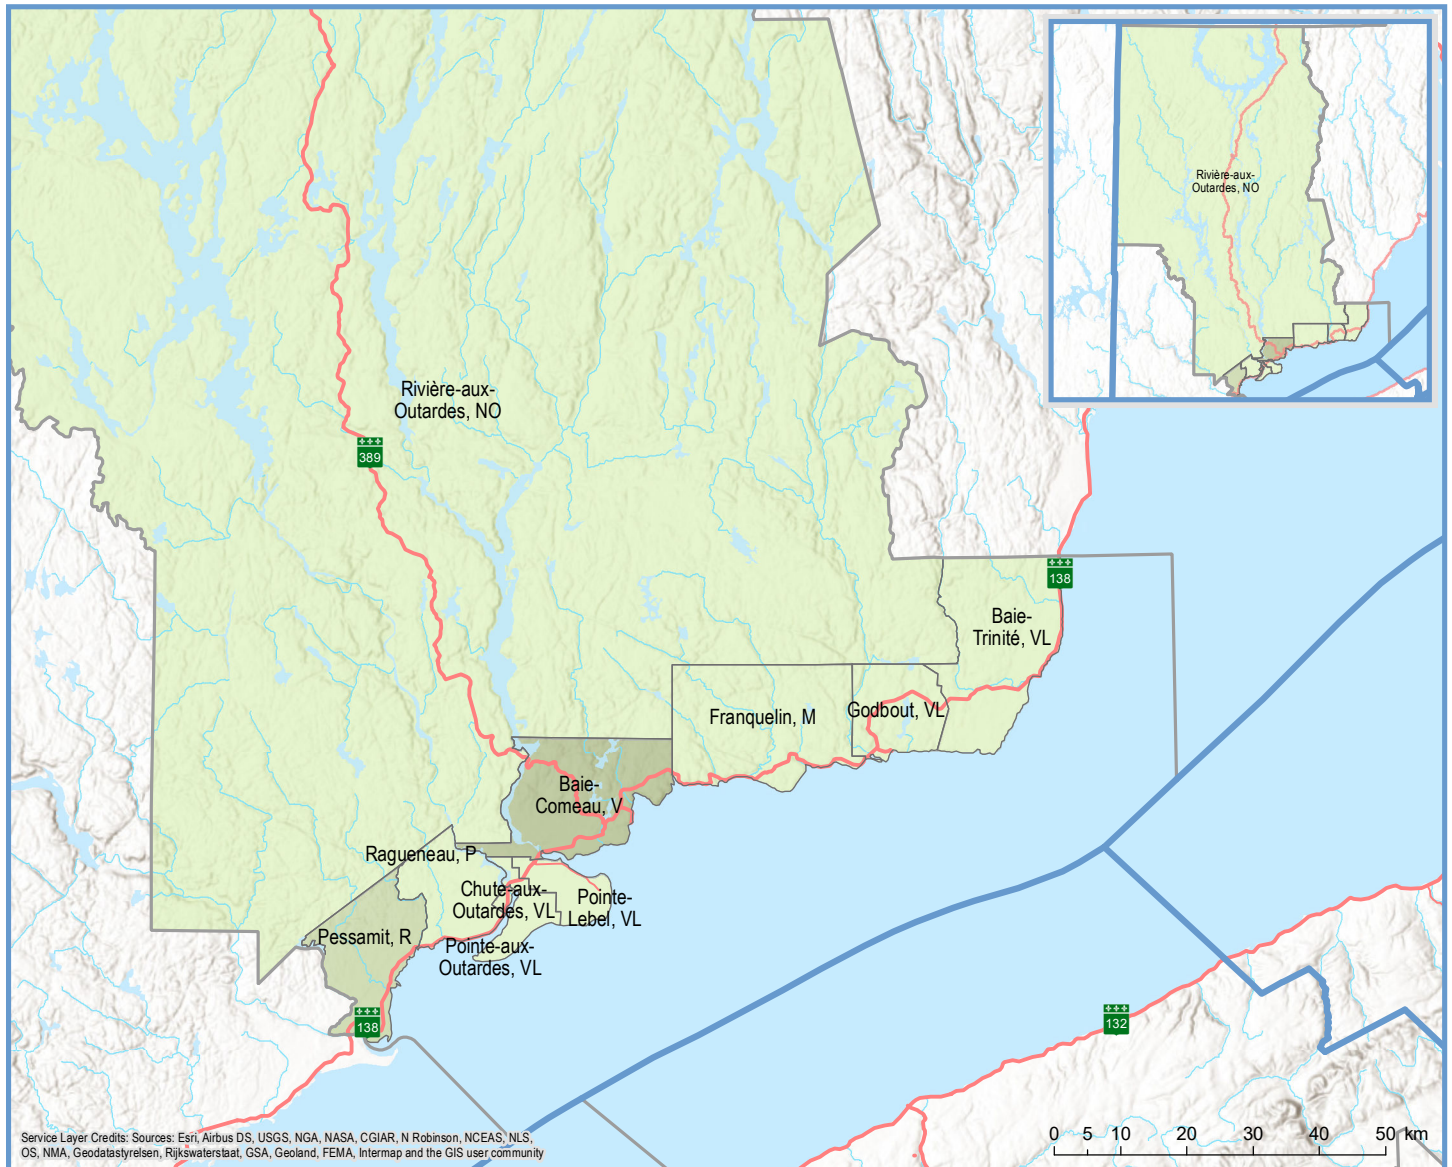 Rivière-aux-
Outardes, NO
Rivière-aux-
Outardes, NO
389
138
Baie-
Trinité, VL
Franquelin, M
Godbout, VL
Baie-
Comeau, V
Ragueneau, P
Chute-aux-
Outardes, VL
Pointe-
Lebel, VL
Pessamit, R
Pointe-aux-
Outardes, VL
138
132
0 5 10 20 30 40 50 km
Service Layer Credits: Sources: Esri, Airbus DS, USGS, NGA, NASA, CGIAR, N Robinson, NCEAS, NLS,
OS, NMA, Geodatastyrelsen, Rijkswaterstaat, GSA, Geoland, FEMA, Intermap and the GIS user community